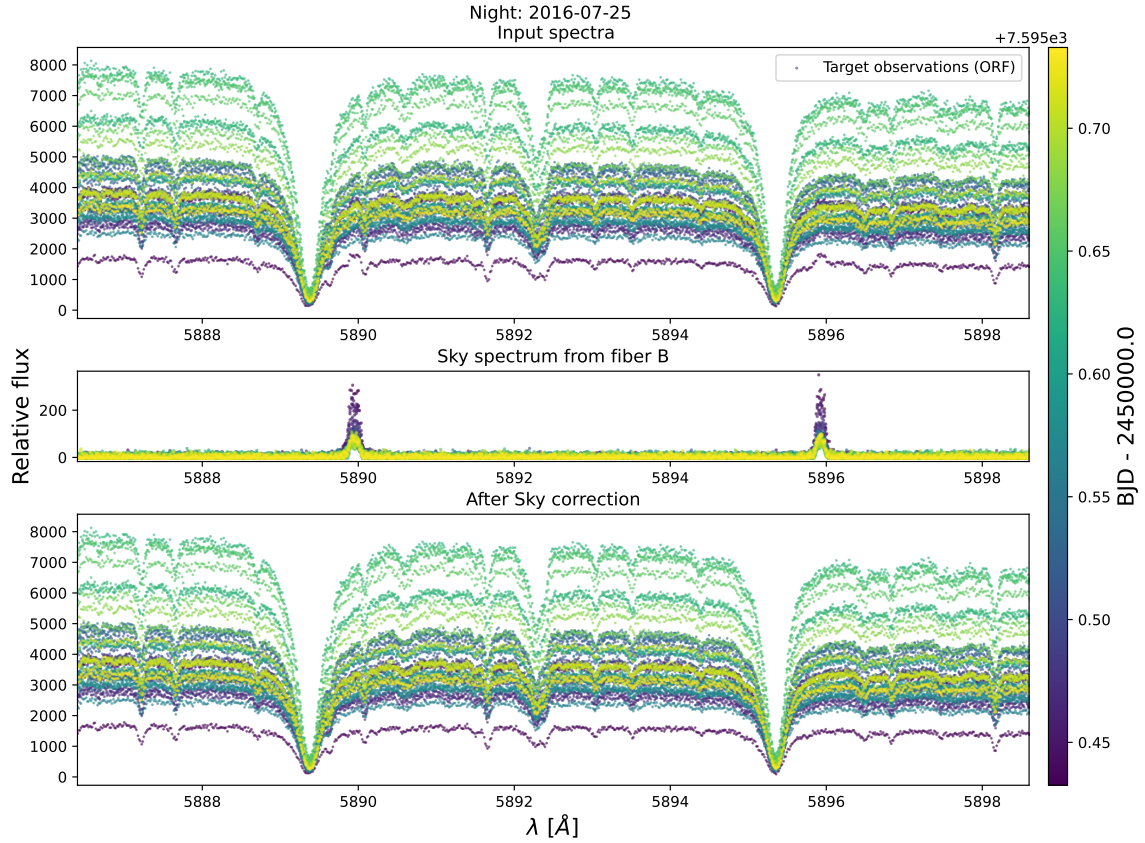 Night: 2016-07-25
Input spectra
+7.595e3
Target observations (ORF)
8000
7000
6000
5000
4000
3000
2000
1000
0
5888 5890 5892 5894 5896 5898
Sky spectrum from fiber B
200
0
5888 5890 5892 5894 5896 5898
After Sky correction
8000
7000
6000
5000
4000
3000
2000
1000
0
5888 5890 5892 5894 5896 5898
λ [Å]
Relative flux
0.70
0.65
0.60
0.55
0.50
0.45
BJD - 2450000.0